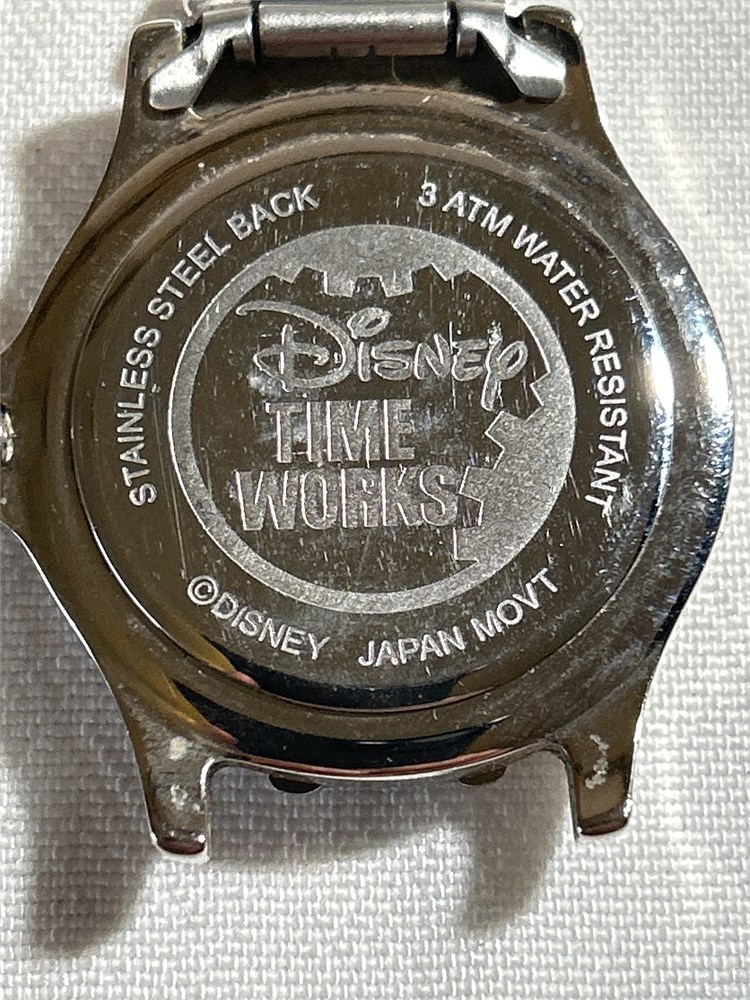 STAINLESS STEEL BACK
3 ATM WATER RESISTANT
Disney
TIME
WORKS
©DISNEY JAPAN MOVT